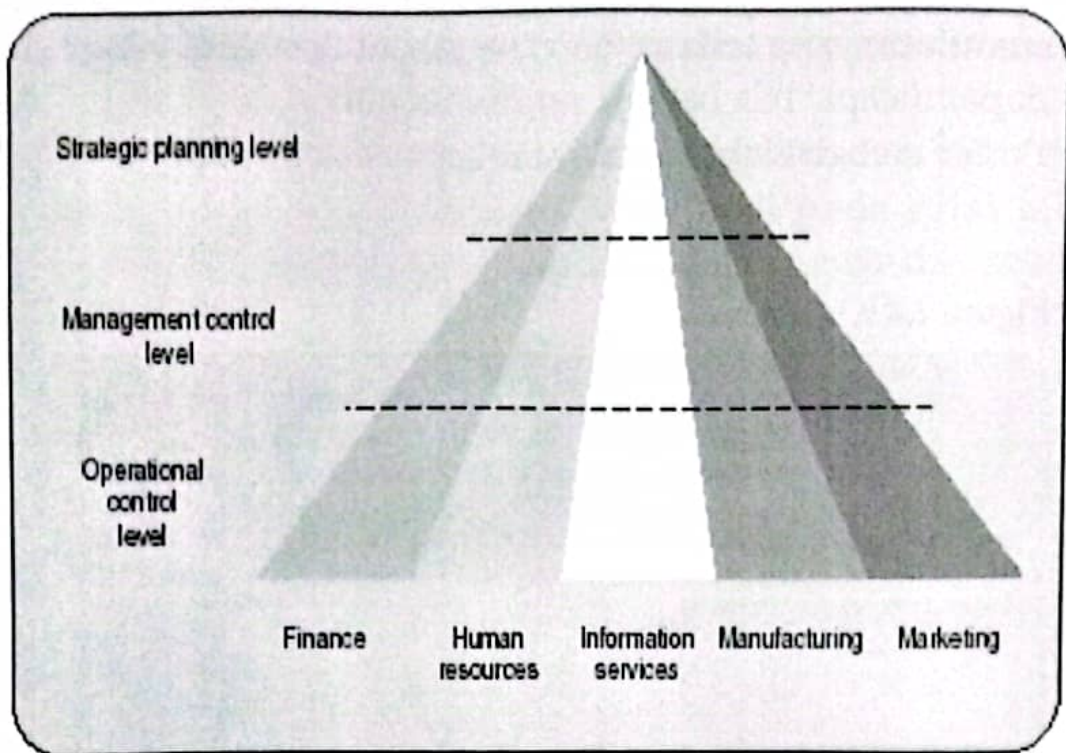 Strategic planning level
Management control
level
Operational
control
level
Finance
Human
resources
Information
services
Manufacturing
Marketing